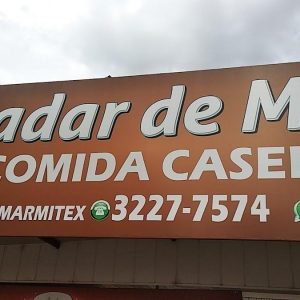 adar de M
COMIDA CASE
MARMITEX 3227-7574